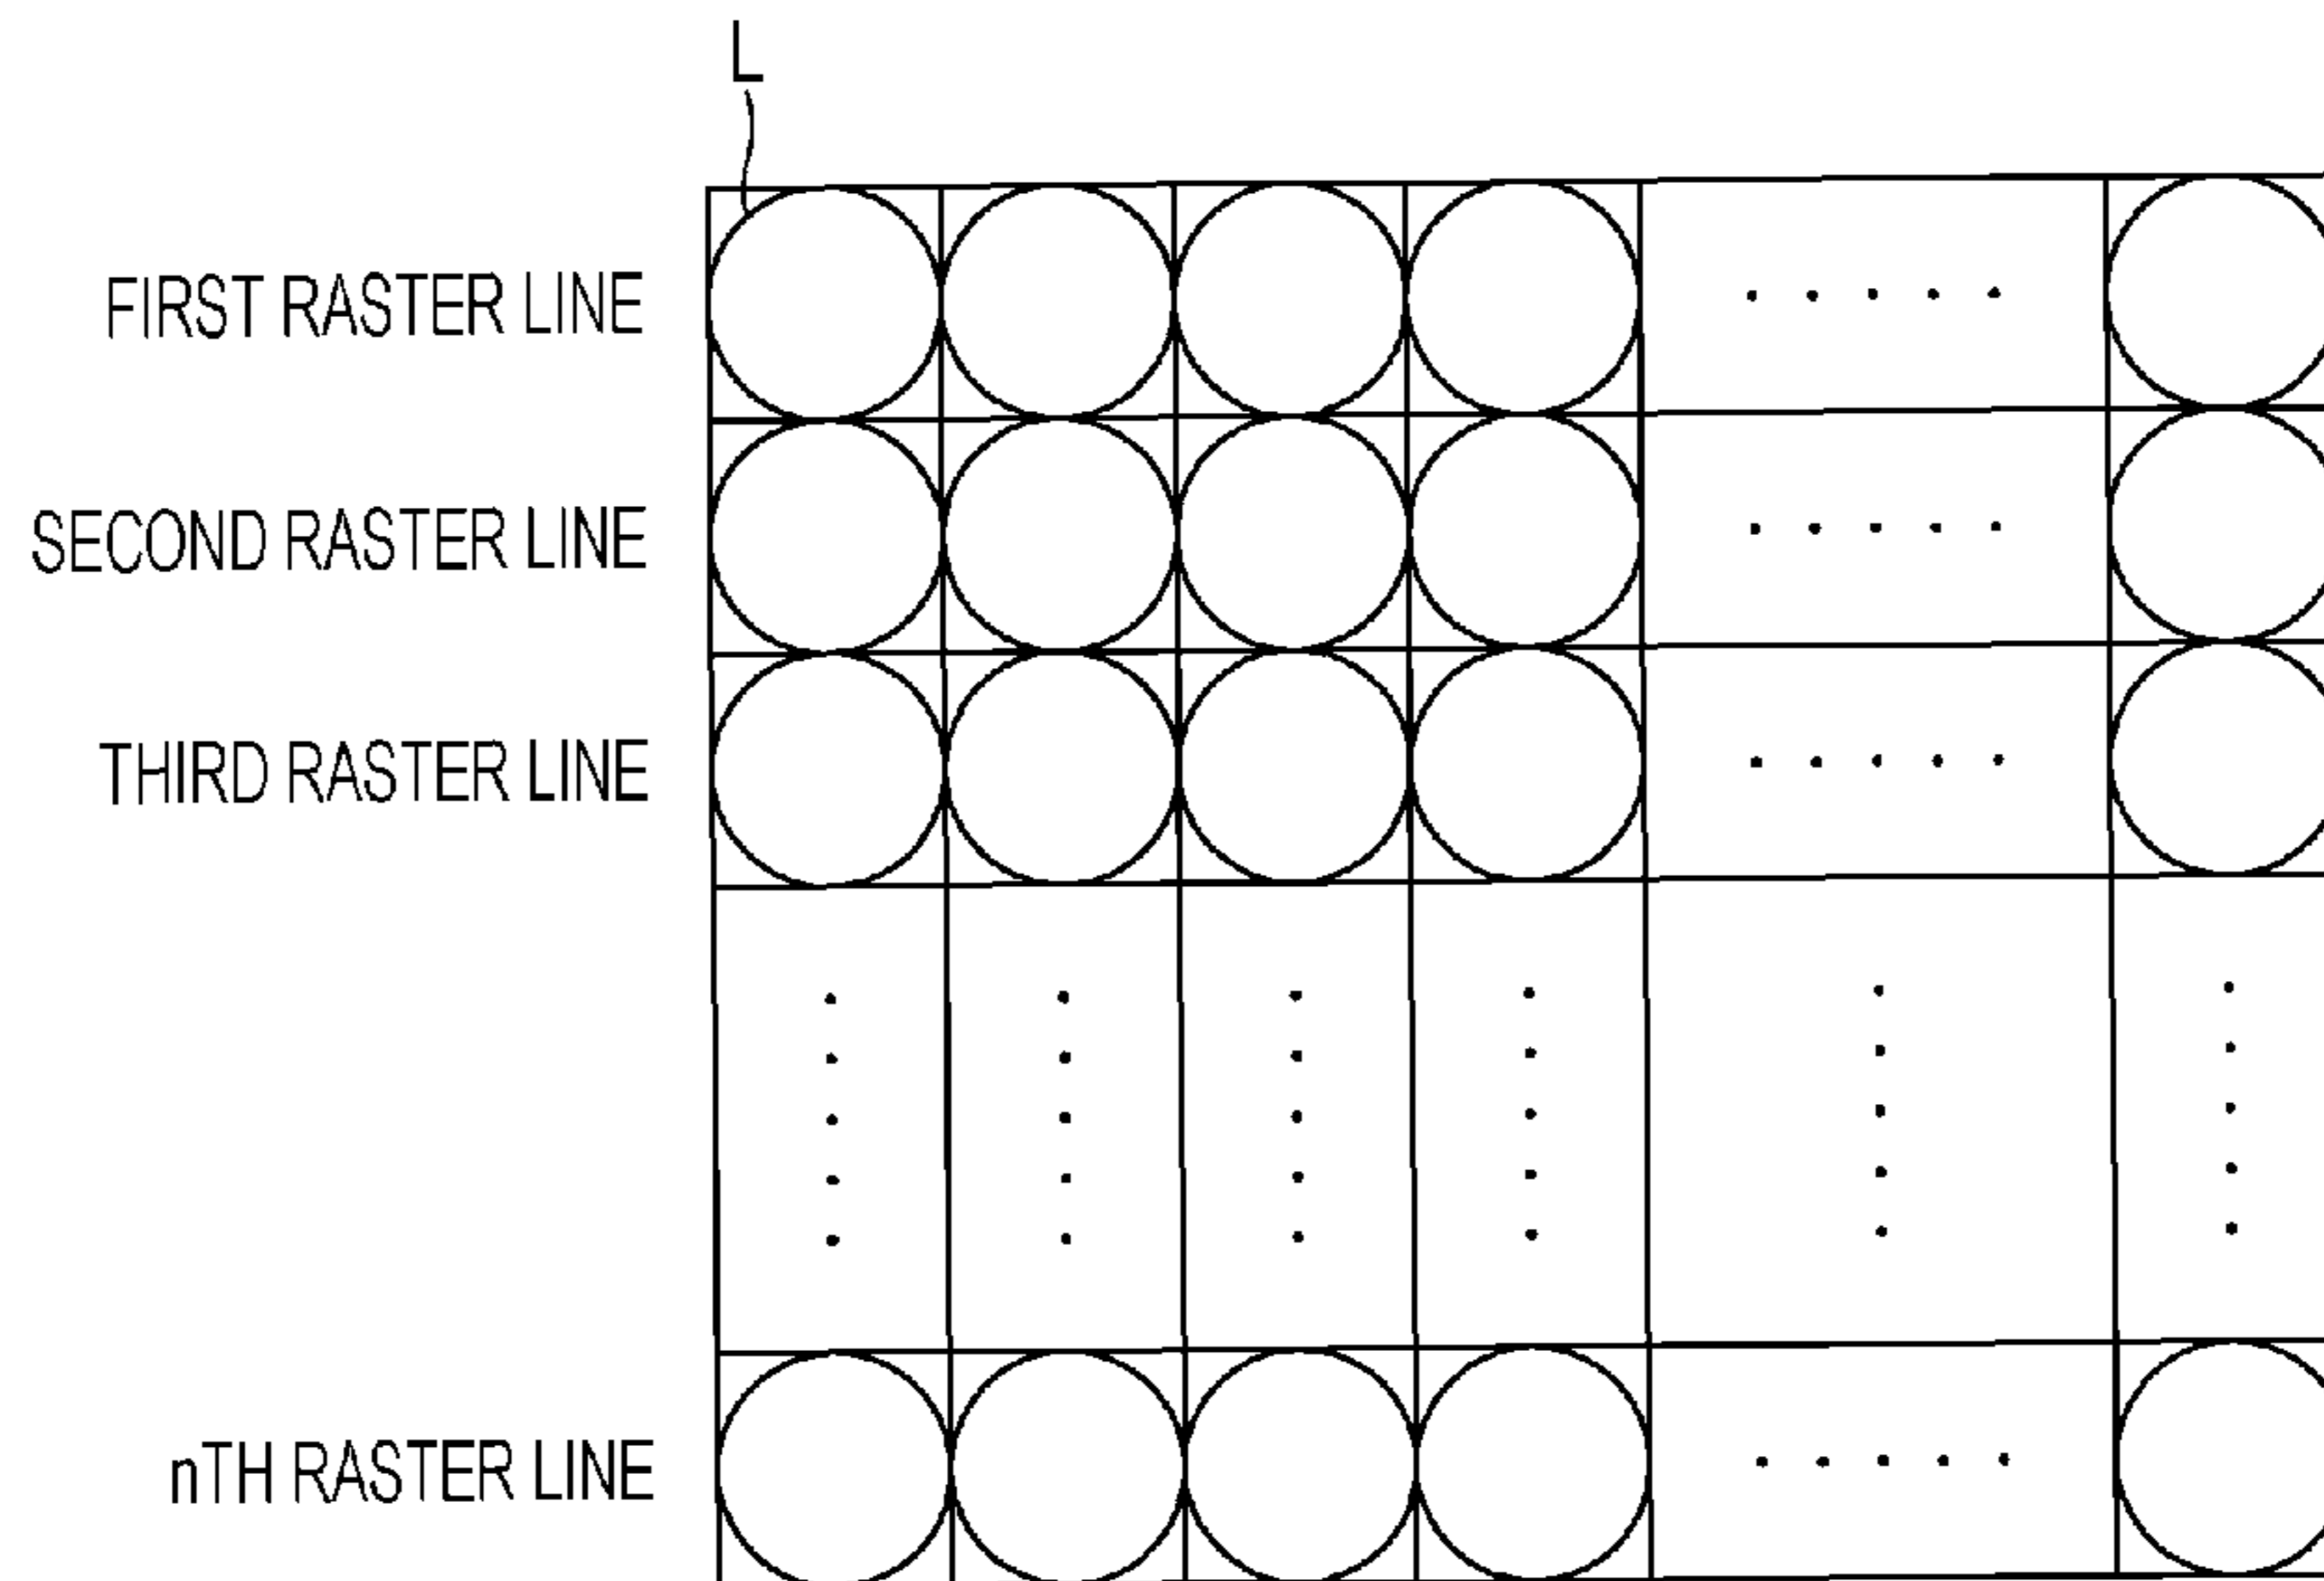 L
FIRST RASTER LINE
SECOND RASTER LINE
THIRD RASTER LINE
nTH RASTER LINE